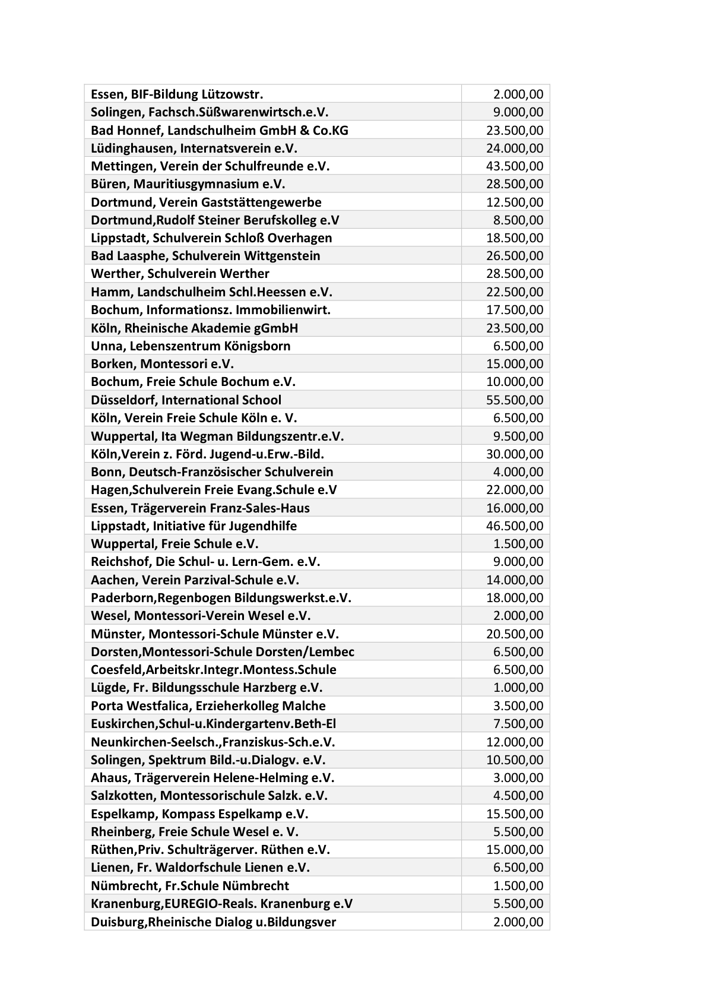 Essen, BIF-Bildung Lützowstr. 2.000,00
Solingen, Fachsch.Süßwarenwirtsch.e.V. 9.000,00
Bad Honnef, Landschulheim GmbH & Co.KG 23.500,00
Lüdinghausen, Internatsverein e.V. 24.000,00
Mettingen, Verein der Schulfreunde e.V. 43.500,00
Büren, Mauritiusgymnasium e.V. 28.500,00
Dortmund, Verein Gaststättengewerbe 12.500,00
Dortmund,Rudolf Steiner Berufskolleg e.V 8.500,00
Lippstadt, Schulverein Schloß Overhagen 18.500,00
Bad Laasphe, Schulverein Wittgenstein 26.500,00
Werther, Schulverein Werther 28.500,00
Hamm, Landschulheim Schl.Heessen e.V. 22.500,00
Bochum, Informationsz. Immobilienwirt. 17.500,00
Köln, Rheinische Akademie gGmbH 23.500,00
Unna, Lebenszentrum Königsborn 6.500,00
Borken, Montessori e.V. 15.000,00
Bochum, Freie Schule Bochum e.V. 10.000,00
Düsseldorf, International School 55.500,00
Köln, Verein Freie Schule Köln e. V. 6.500,00
Wuppertal, Ita Wegman Bildungszentr.e.V. 9.500,00
Köln,Verein z. Förd. Jugend-u.Erw.-Bild. 30.000,00
Bonn, Deutsch-Französischer Schulverein 4.000,00
Hagen,Schulverein Freie Evang.Schule e.V 22.000,00
Essen, Trägerverein Franz-Sales-Haus 16.000,00
Lippstadt, Initiative für Jugendhilfe 46.500,00
Wuppertal, Freie Schule e.V. 1.500,00
Reichshof, Die Schul- u. Lern-Gem. e.V. 9.000,00
Aachen, Verein Parzival-Schule e.V. 14.000,00
Paderborn,Regenbogen Bildungswerkst.e.V. 18.000,00
Wesel, Montessori-Verein Wesel e.V. 2.000,00
Münster, Montessori-Schule Münster e.V. 20.500,00
Dorsten,Montessori-Schule Dorsten/Lembec 6.500,00
Coesfeld,Arbeitskr.Integr.Montess.Schule 6.500,00
Lügde, Fr. Bildungsschule Harzberg e.V. 1.000,00
Porta Westfalica, Erzieherkolleg Malche 3.500,00
Euskirchen,Schul-u.Kindergartenv.Beth-El 7.500,00
Neunkirchen-Seelsch.,Franziskus-Sch.e.V. 12.000,00
Solingen, Spektrum Bild.-u.Dialogv. e.V. 10.500,00
Ahaus, Trägerverein Helene-Helming e.V. 3.000,00
Salzkotten, Montessorischule Salzk. e.V. 4.500,00
Espelkamp, Kompass Espelkamp e.V. 15.500,00
Rheinberg, Freie Schule Wesel e. V. 5.500,00
Rüthen,Priv. Schulträgerver. Rüthen e.V. 15.000,00
Lienen, Fr. Waldorfschule Lienen e.V. 6.500,00
Nümbrecht, Fr.Schule Nümbrecht 1.500,00
Kranenburg,EUREGIO-Reals. Kranenburg e.V 5.500,00
Duisburg,Rheinische Dialog u.Bildungsver 2.000,00